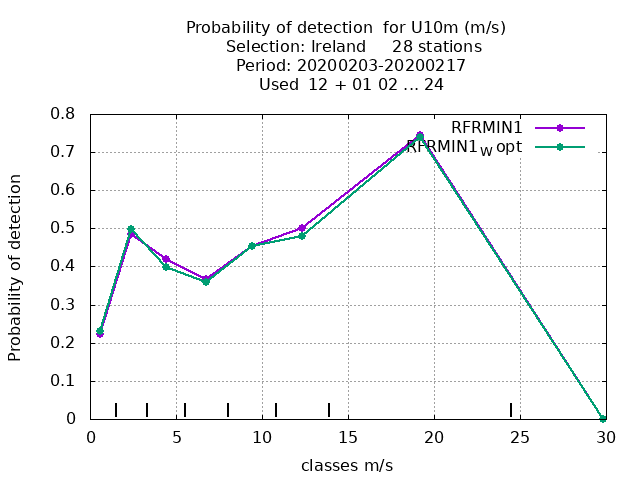 Probability of detection  for U10m (m/s)
Selection: Ireland     28 stations
Period: 20200203-20200217
Used  12 + 01 02 ... 24
RFRMIN1
RFRMIN1W opt
Probability of detection
0.8
0.7
0.6
0.5
0.4
0.3
0.2
0.1
0
0 5 10 15 20 25 30
classes m/s